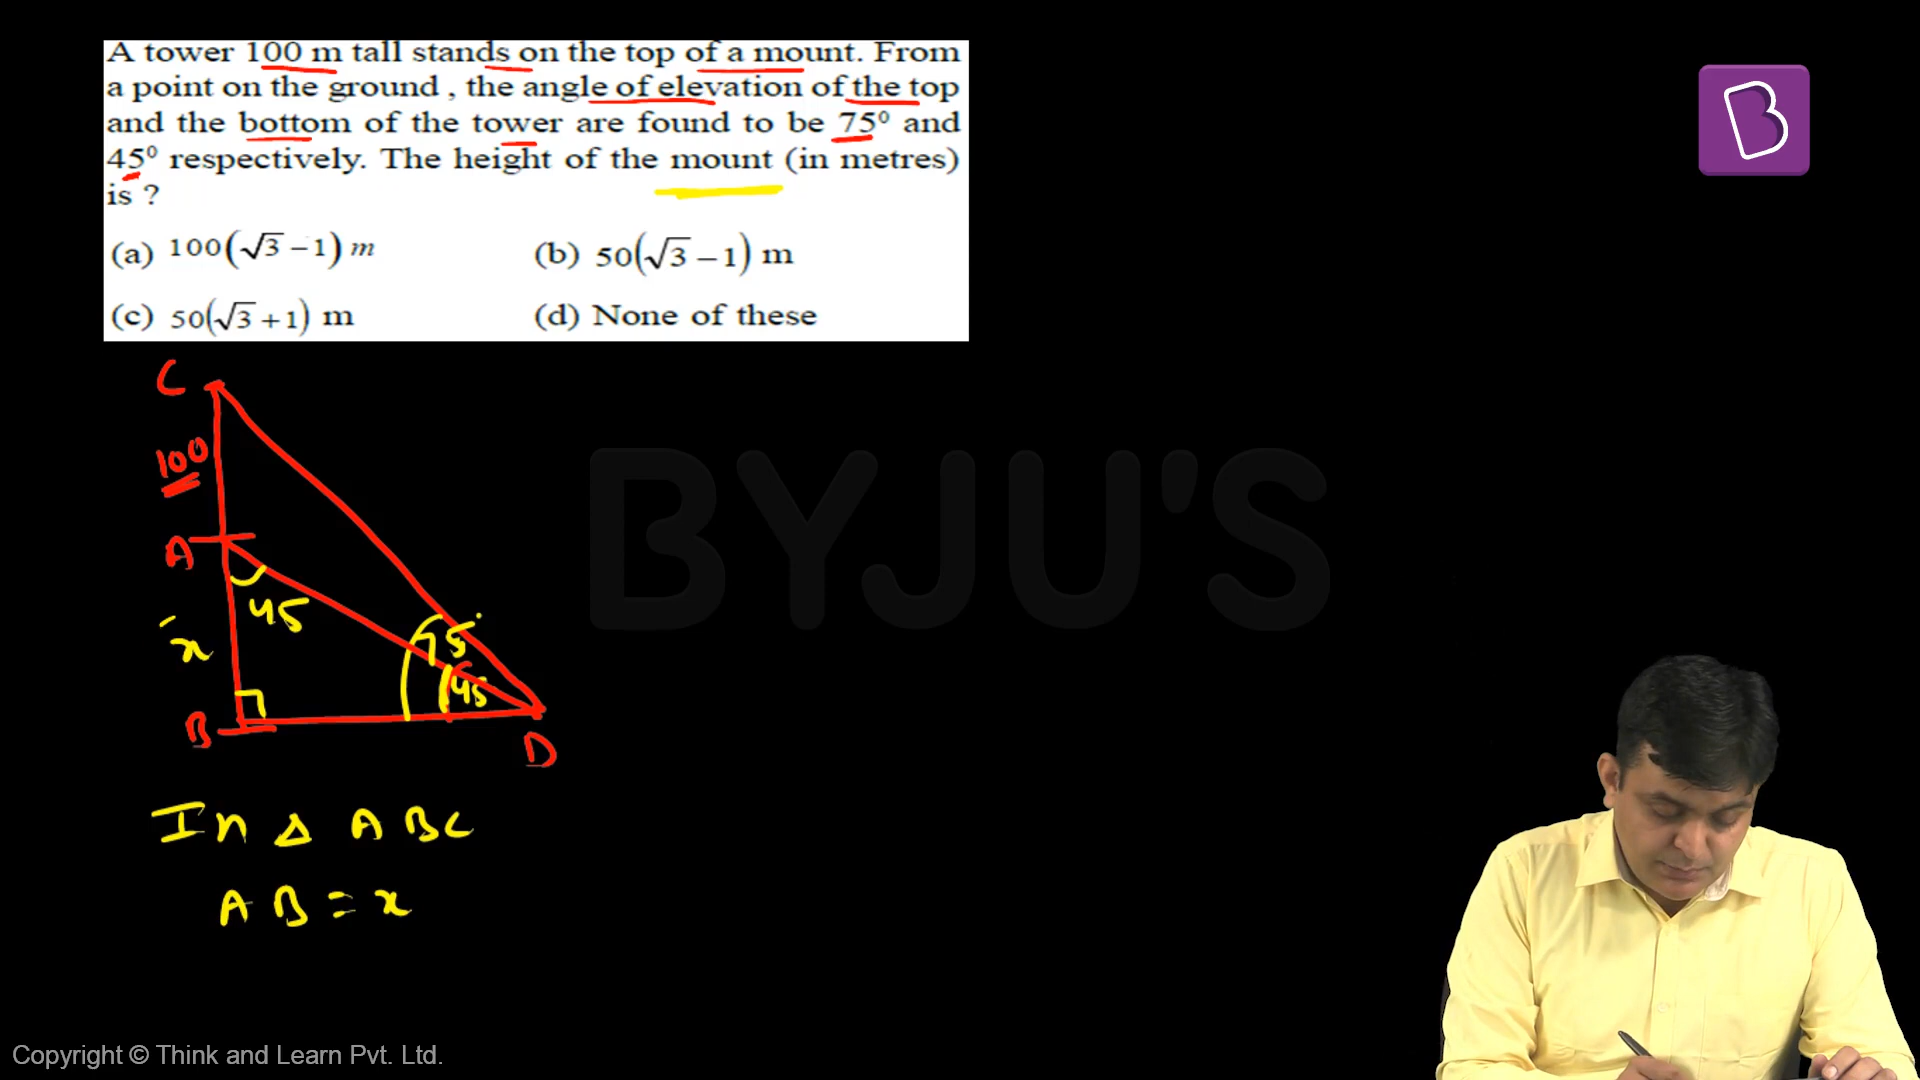 A tower 100 m tall stands on the top of a mount. From
a point on the ground , the angle of elevation of the top
and the bottom of the tower are found to be 75⁰ and
45⁰ respectively. The height of the mount (in metres)
is ?
(a) 100(√3 – 1) m (b) 50(√3 – 1) m
(c) 50(√3 + 1) m (d) None of these
B
C
100
A
45
x
75°
45
B
D
BYJU'S
In Δ ABC
AB = x
Copyright © Think and Learn Pvt. Ltd.